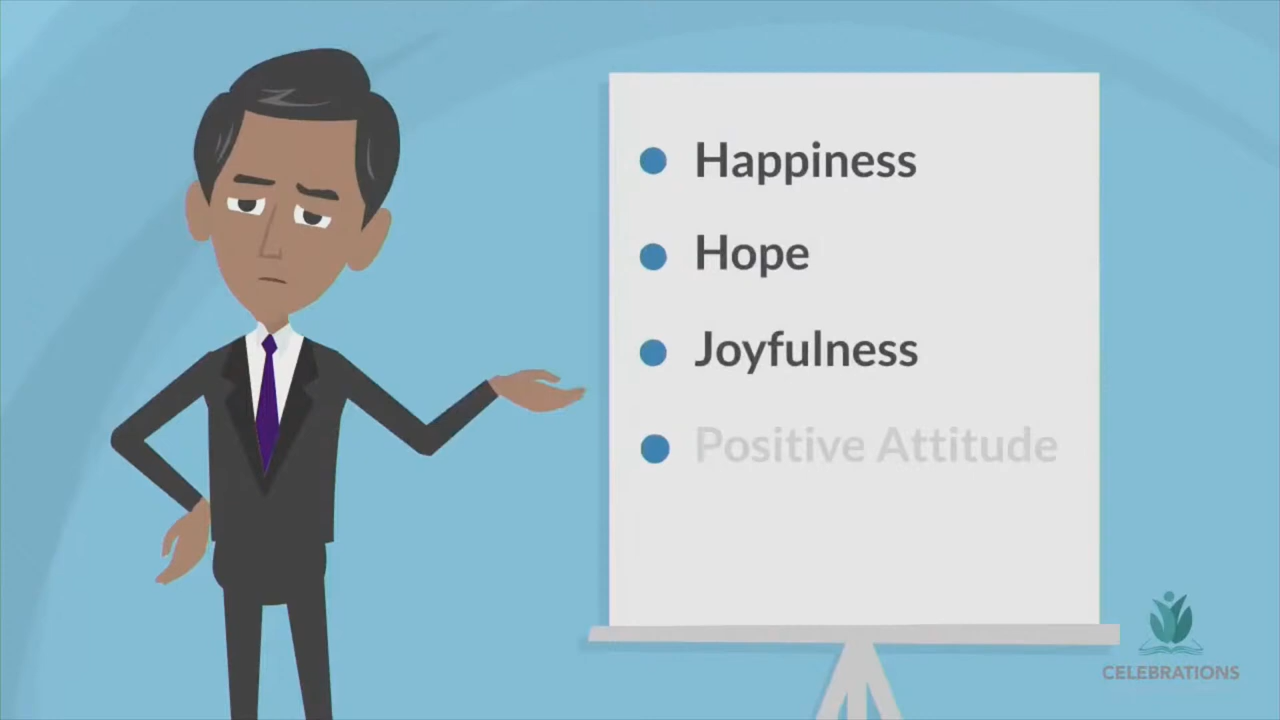 Happiness
Hope
Joyfulness
Positive Attitude
CELEBRATIONS